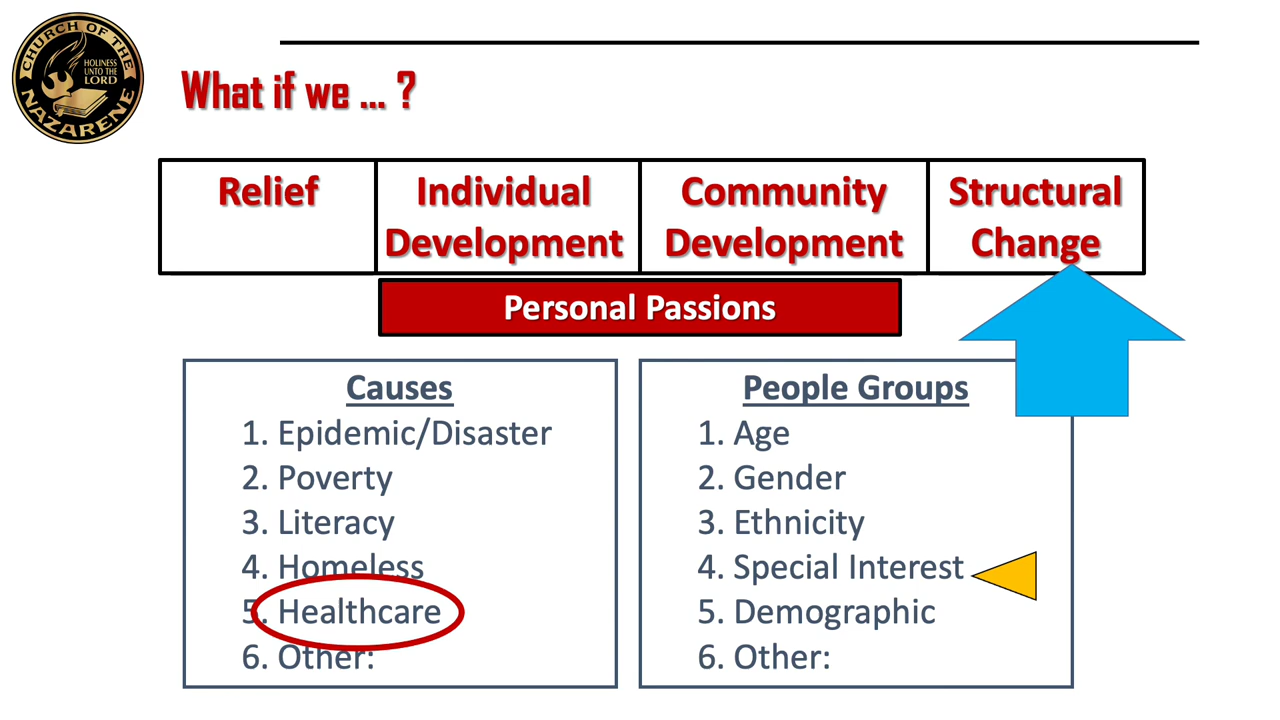 CHURCH OF THE
NAZARENE
HOLINESS
UNTO THE
LORD
What if we ... ?
Relief
Individual
Development
Community
Development
Structural
Change
Personal Passions
Causes
1. Epidemic/Disaster
2. Poverty
3. Literacy
4. Homeless
5. Healthcare
6. Other:
People Groups
1. Age
2. Gender
3. Ethnicity
4. Special Interest
5. Demographic
6. Other: